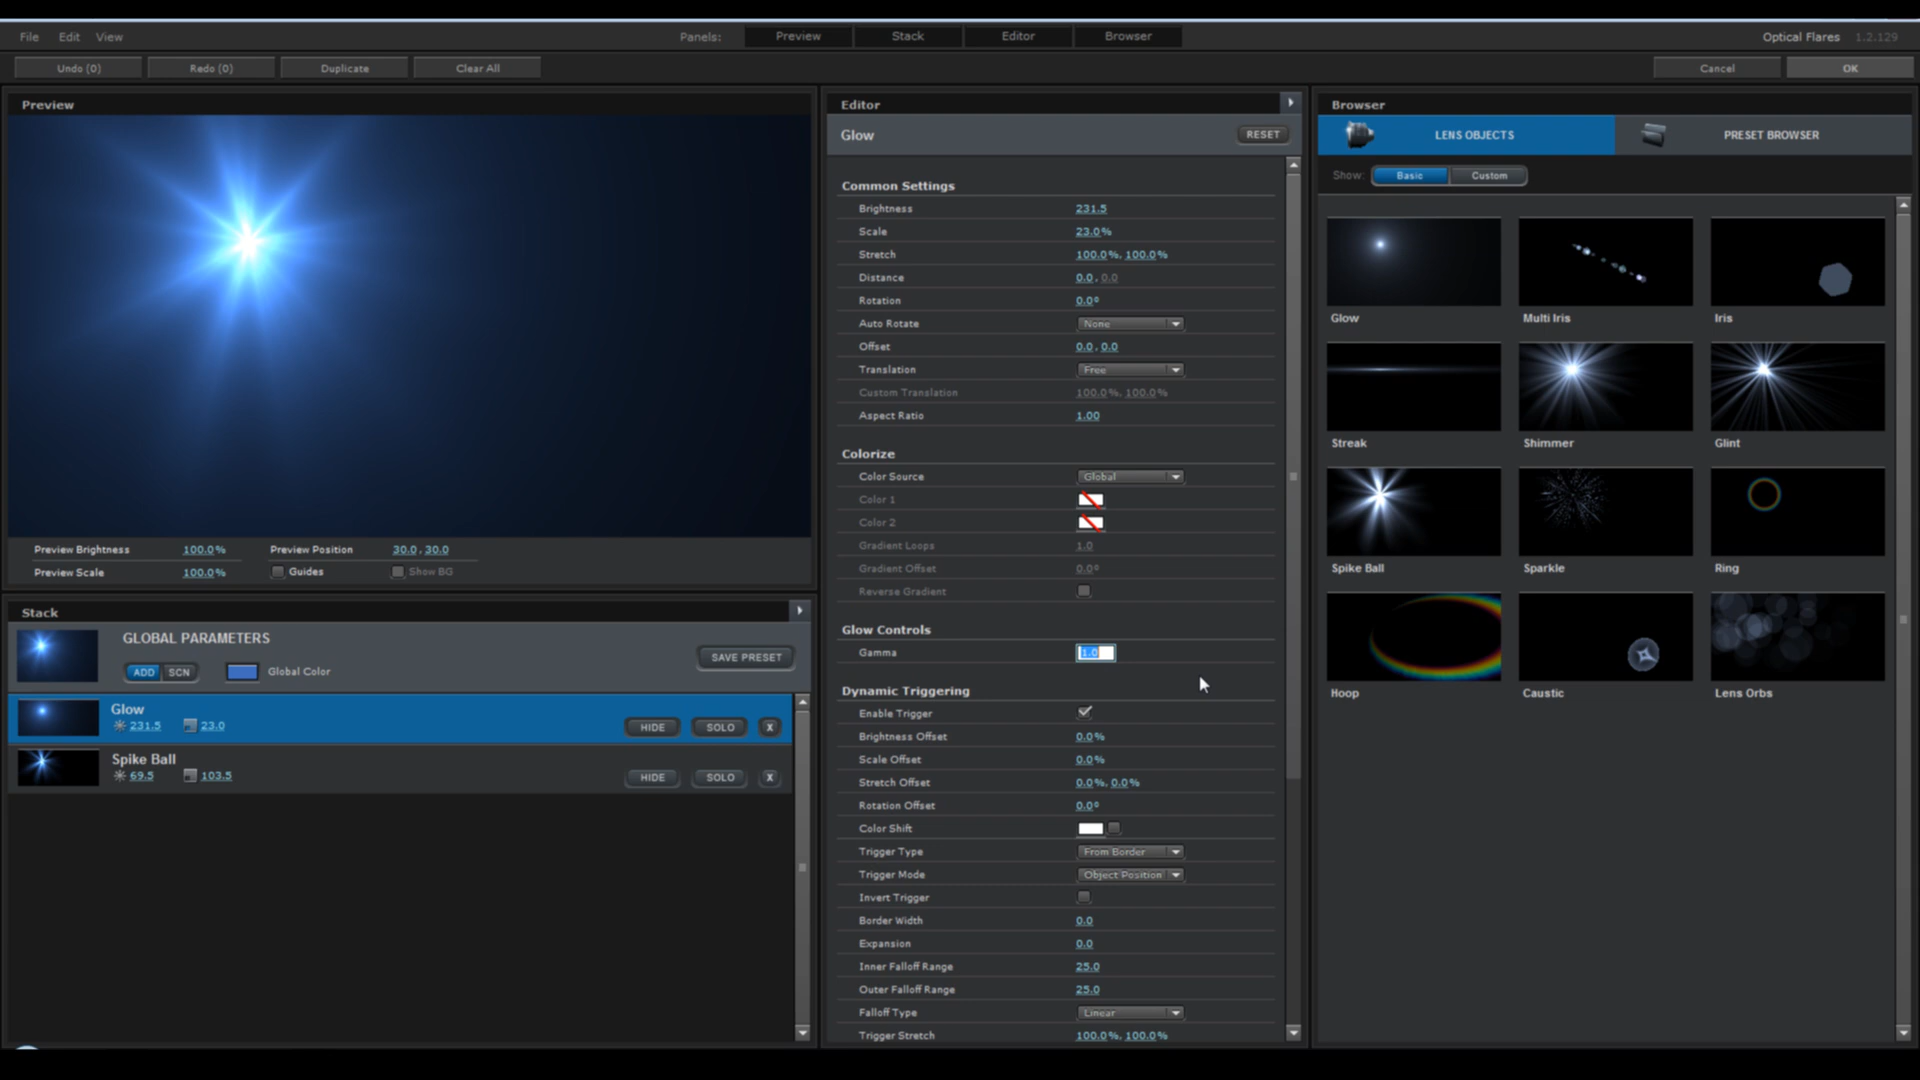 File Edit View Panels: Preview Stack Editor Browser Optical Flares 1.2.129
Undo (0) Redo (0) Duplicate Clear All Cancel OK
Preview
Preview Brightness 100.0% Preview Position 30.0, 30.0
Preview Scale 100.0% Guides Show BG
Stack
GLOBAL PARAMETERS
ADD SCN Global Color SAVE PRESET
Glow
231.5 23.0 HIDE SOLO X
Spike Ball
69.5 103.5 HIDE SOLO X
Editor
Glow RESET
Common Settings
Brightness 231.5
Scale 23.0%
Stretch 100.0%, 100.0%
Distance 0.0, 0.0
Rotation 0.0°
Auto Rotate None
Offset 0.0, 0.0
Translation Free
Custom Translation 100.0%, 100.0%
Aspect Ratio 1.00
Colorize
Color Source Global
Color 1
Color 2
Gradient Loops 1.0
Gradient Offset 0.0°
Reverse Gradient
Glow Controls
Gamma 1.0
Dynamic Triggering
Enable Trigger
Brightness Offset 0.0%
Scale Offset 0.0%
Stretch Offset 0.0%, 0.0%
Rotation Offset 0.0°
Color Shift
Trigger Type From Border
Trigger Mode Object Position
Invert Trigger
Border Width 0.0
Expansion 0.0
Inner Falloff Range 25.0
Outer Falloff Range 25.0
Falloff Type Linear
Trigger Stretch 100.0%, 100.0%
Browser
LENS OBJECTS PRESET BROWSER
Show: Basic Custom
Glow Multi Iris Iris
Streak Shimmer Glint
Spike Ball Sparkle Ring
Hoop Caustic Lens Orbs